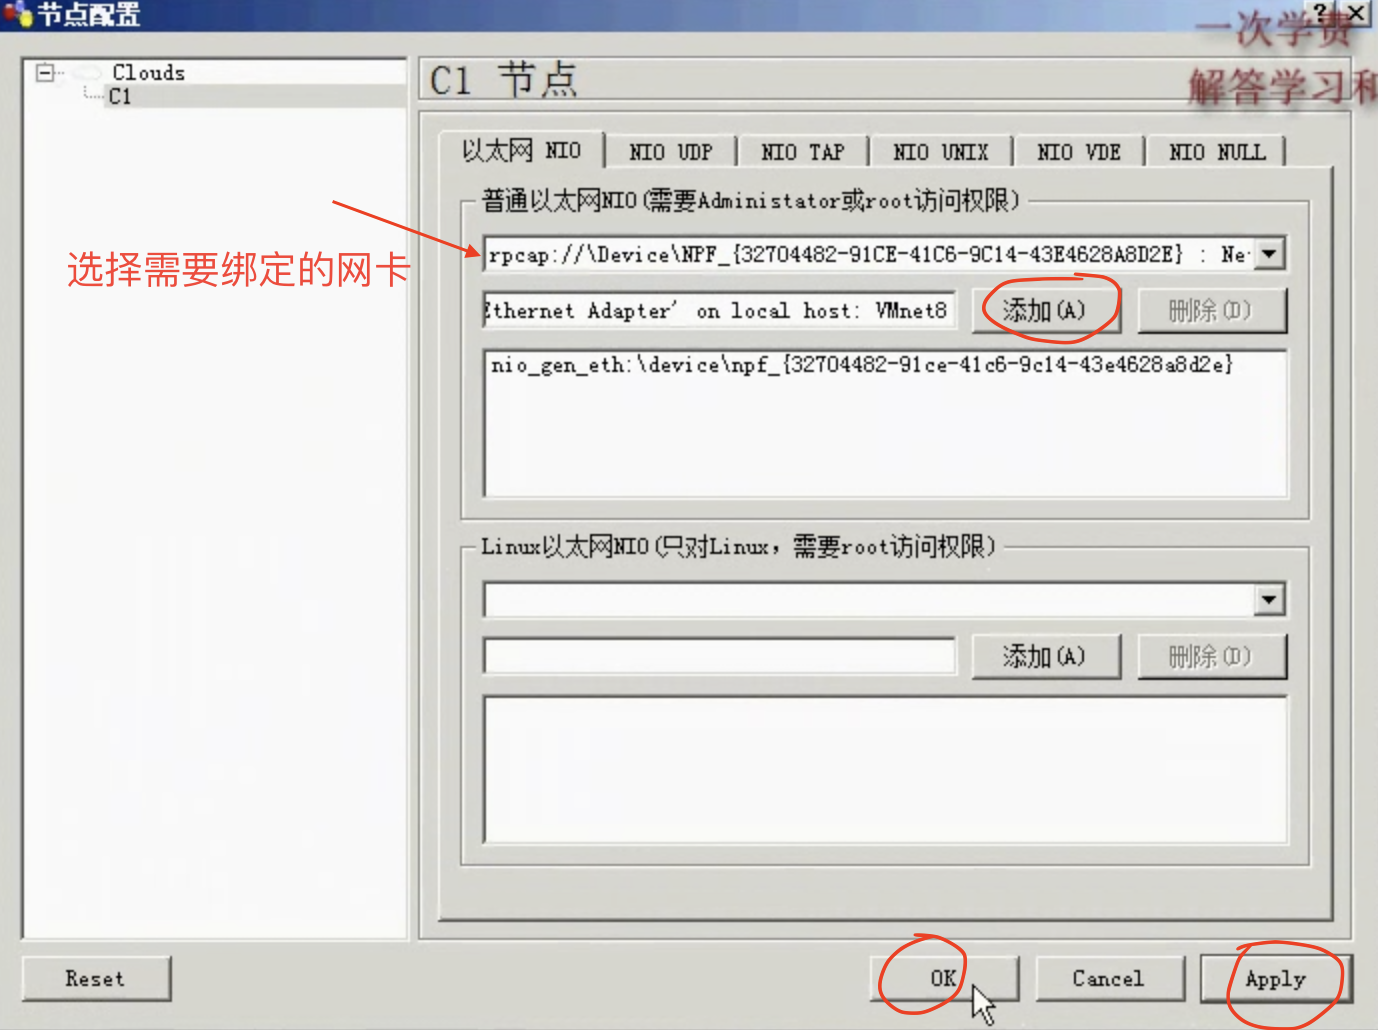 节点配置
一次学费
解答学习和
Clouds
C1
C1 节点
以太网 NIO
NIO UDP
NIO TAP
NIO UNIX
NIO VDE
NIO NULL
普通以太网NIO(需要Administator或root访问权限)
选择需要绑定的网卡
rpcap://\Device\NPF_{32704482-91CE-41C6-9C14-43E4628A8D2E} : Ne
Ethernet Adapter' on local host: VMnet8
添加(A)
删除(D)
nio_gen_eth:\device\npf_{32704482-91ce-41c6-9c14-43e4628a8d2e}
Linux以太网NIO(只对Linux，需要root访问权限)
添加(A)
删除(D)
Reset
OK
Cancel
Apply